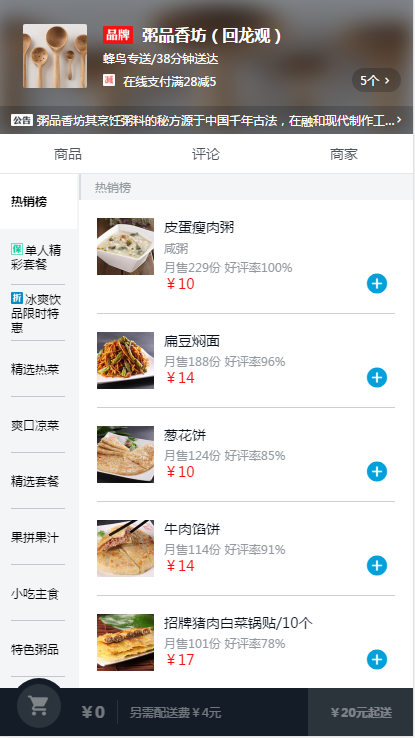 品牌 粥品香坊（回龙观）
蜂鸟专送/38分钟送达
减 在线支付满28减5
5个 >
公告 粥品香坊其烹饪粥料的秘方源于中国千年古法，在融和现代制作工... >
商品 评论 商家
热销榜
保 单人精
彩套餐
折 冰爽饮
品限时特
惠
精选热菜
爽口凉菜
精选套餐
果拼果汁
小吃主食
特色粥品
热销榜
皮蛋瘦肉粥
咸粥
月售229份 好评率100%
￥10
扁豆焖面
月售188份 好评率96%
￥14
葱花饼
月售124份 好评率85%
￥10
牛肉馅饼
月售114份 好评率91%
￥14
招牌猪肉白菜锅贴/10个
月售101份 好评率78%
￥17
￥0 另需配送费￥4元 ￥20元起送